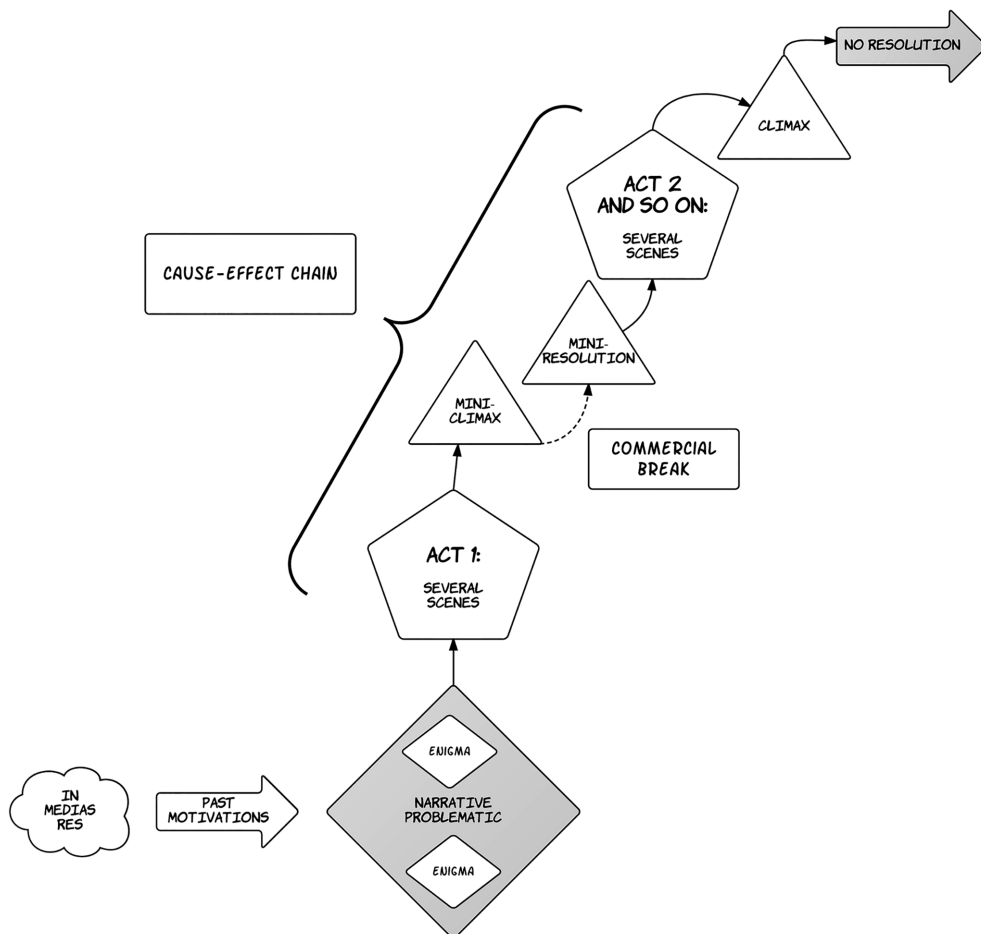 NO RESOLUTION
CLIMAX
ACT 2
AND SO ON:
SEVERAL
SCENES
CAUSE-EFFECT CHAIN
MINI-
RESOLUTION
MINI-
CLIMAX
COMMERCIAL
BREAK
ACT 1:
SEVERAL
SCENES
ENIGMA
IN
MEDIAS
RES
PAST
MOTIVATIONS
NARRATIVE
PROBLEMATIC
ENIGMA